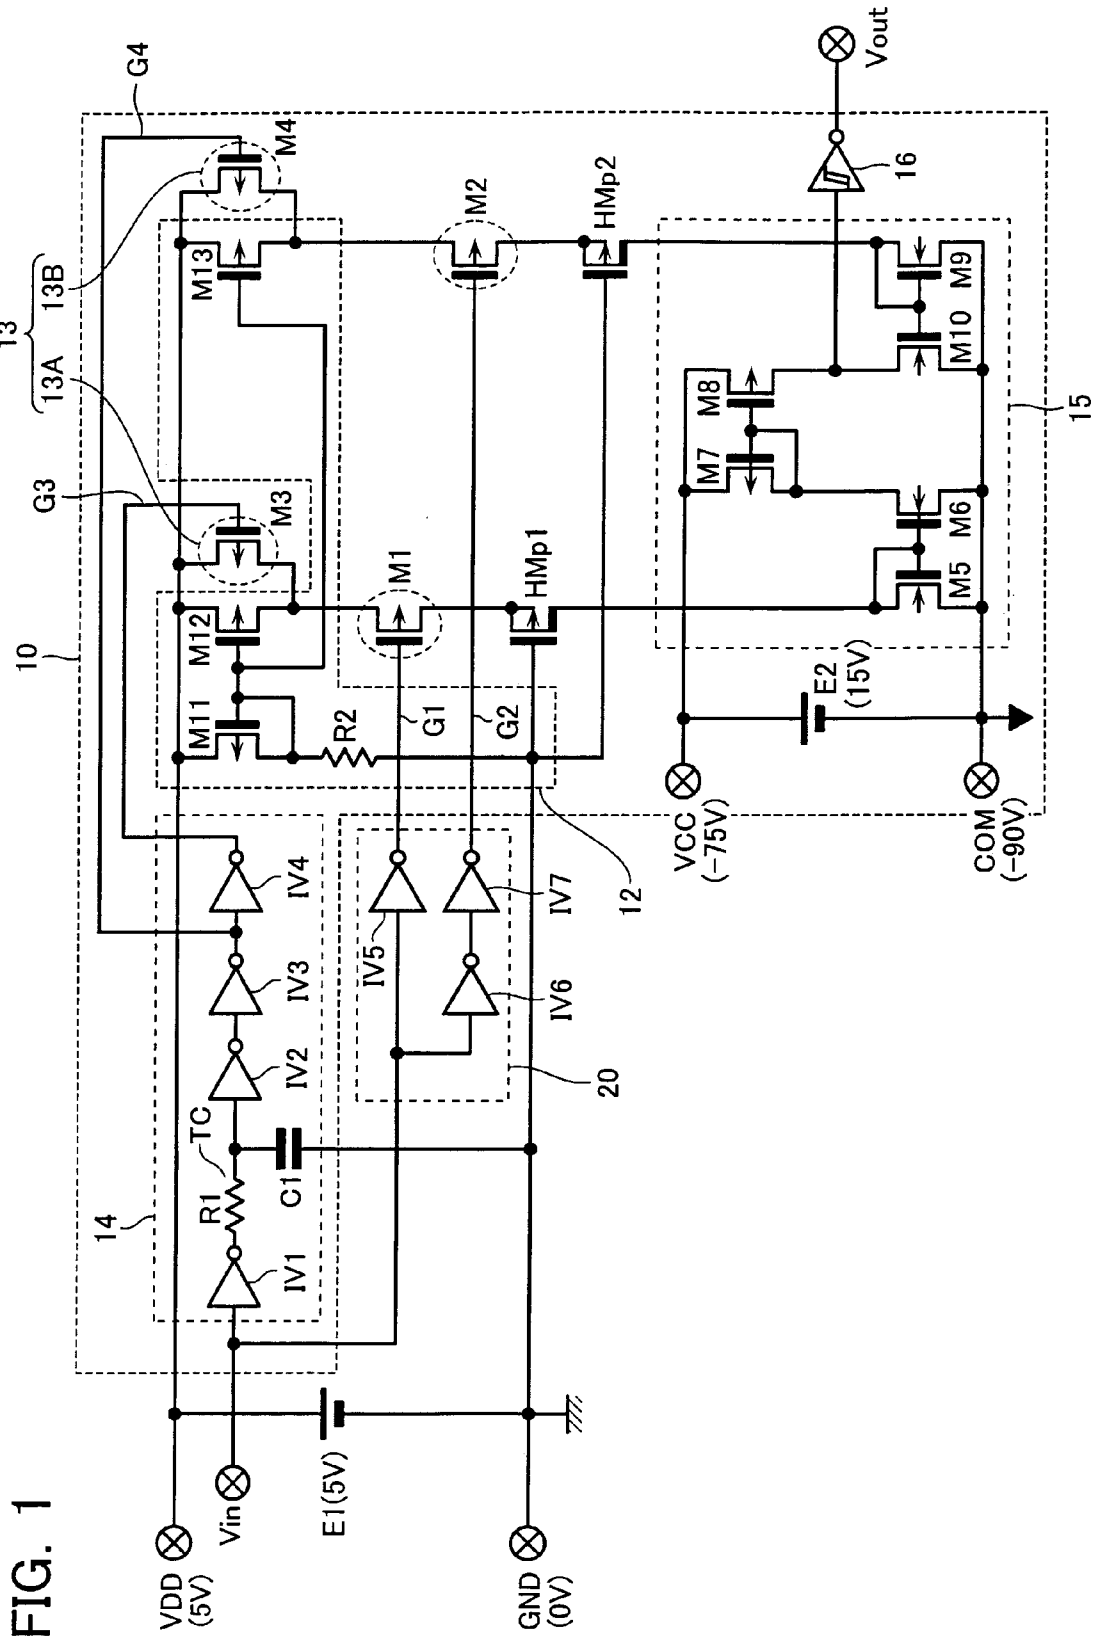 FIG. 1
VDD
(5V)
Vin
E1(5V)
GND
(0V)
10
14
IV1
R1
TC
C1
IV2
IV3
IV4
20
IV5
IV6
IV7
12
G3
G4
13
13A
13B
M11
M12
M3
M13
M4
R2
G1
G2
M1
M2
HMp1
HMp2
VCC
(-75V)
COM
(-90V)
E2
(15V)
M5
M6
M7
M8
M10
M9
15
16
Vout